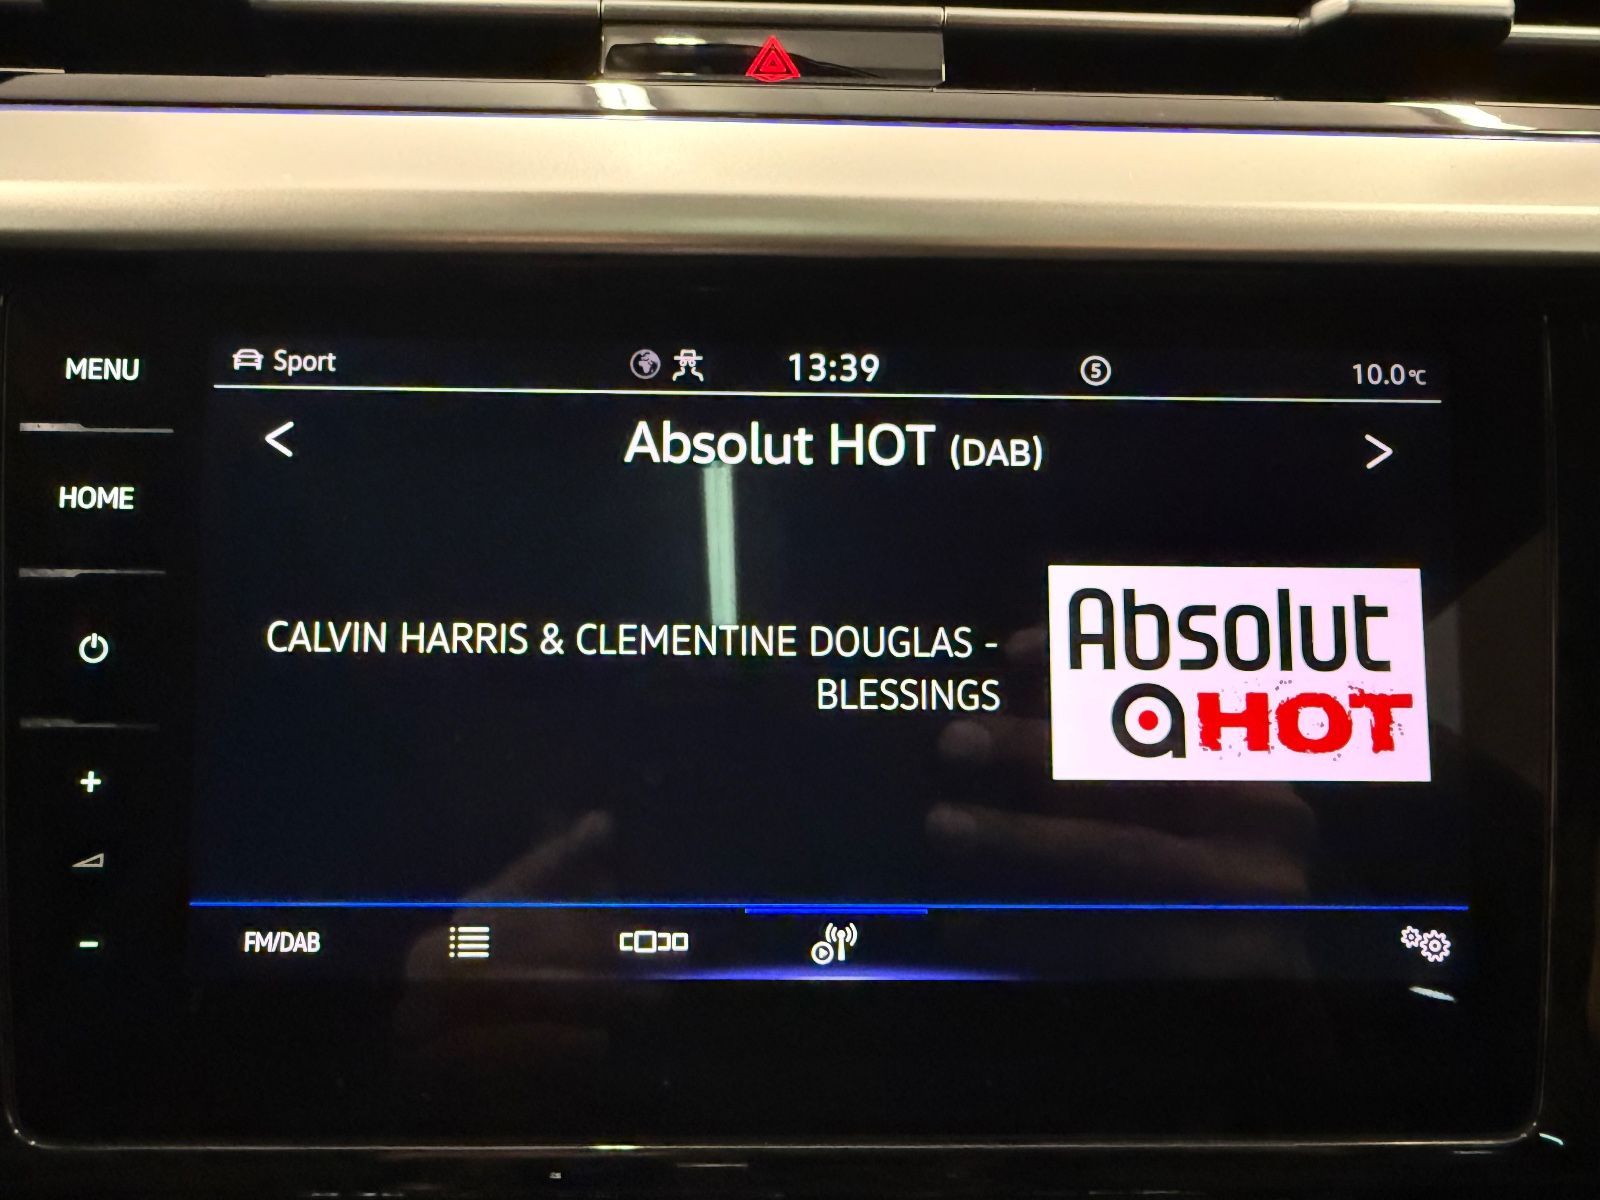 MENU
HOME
+
-
Sport
13:39
5
10.0°C
< Absolut HOT (DAB) >
CALVIN HARRIS & CLEMENTINE DOUGLAS -
BLESSINGS
Absolut
a HOT
FM/DAB